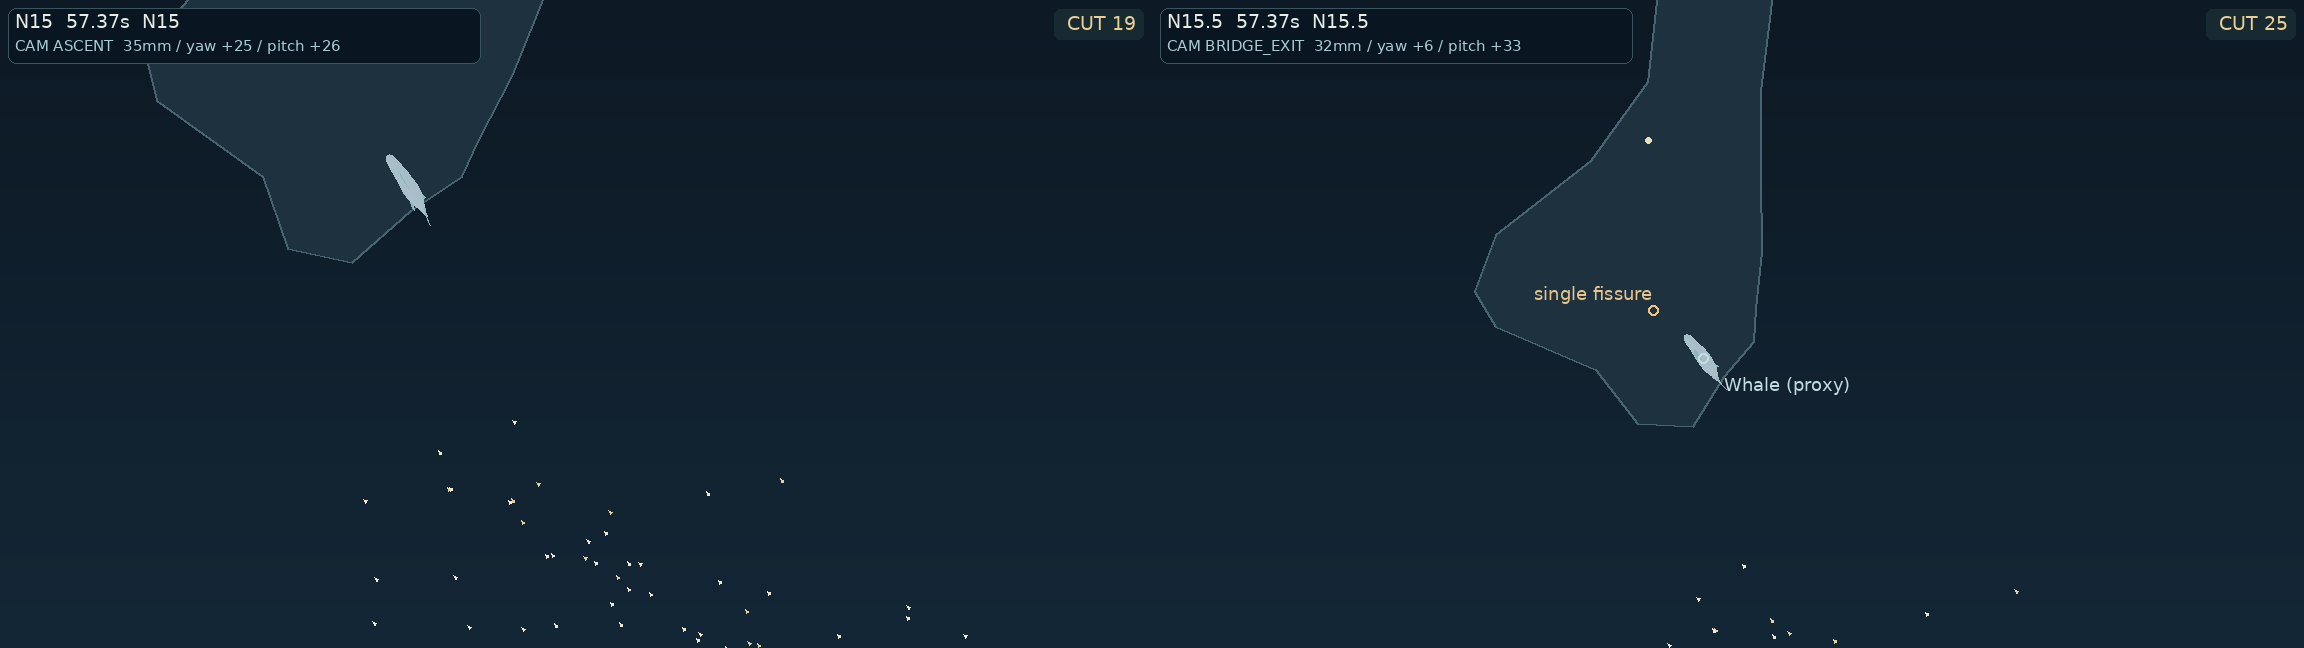 N15  57.37s  N15
CAM ASCENT  35mm / yaw +25 / pitch +26
CUT 19
N15.5  57.37s  N15.5
CAM BRIDGE_EXIT  32mm / yaw +6 / pitch +33
CUT 25
single fissure
Whale (proxy)